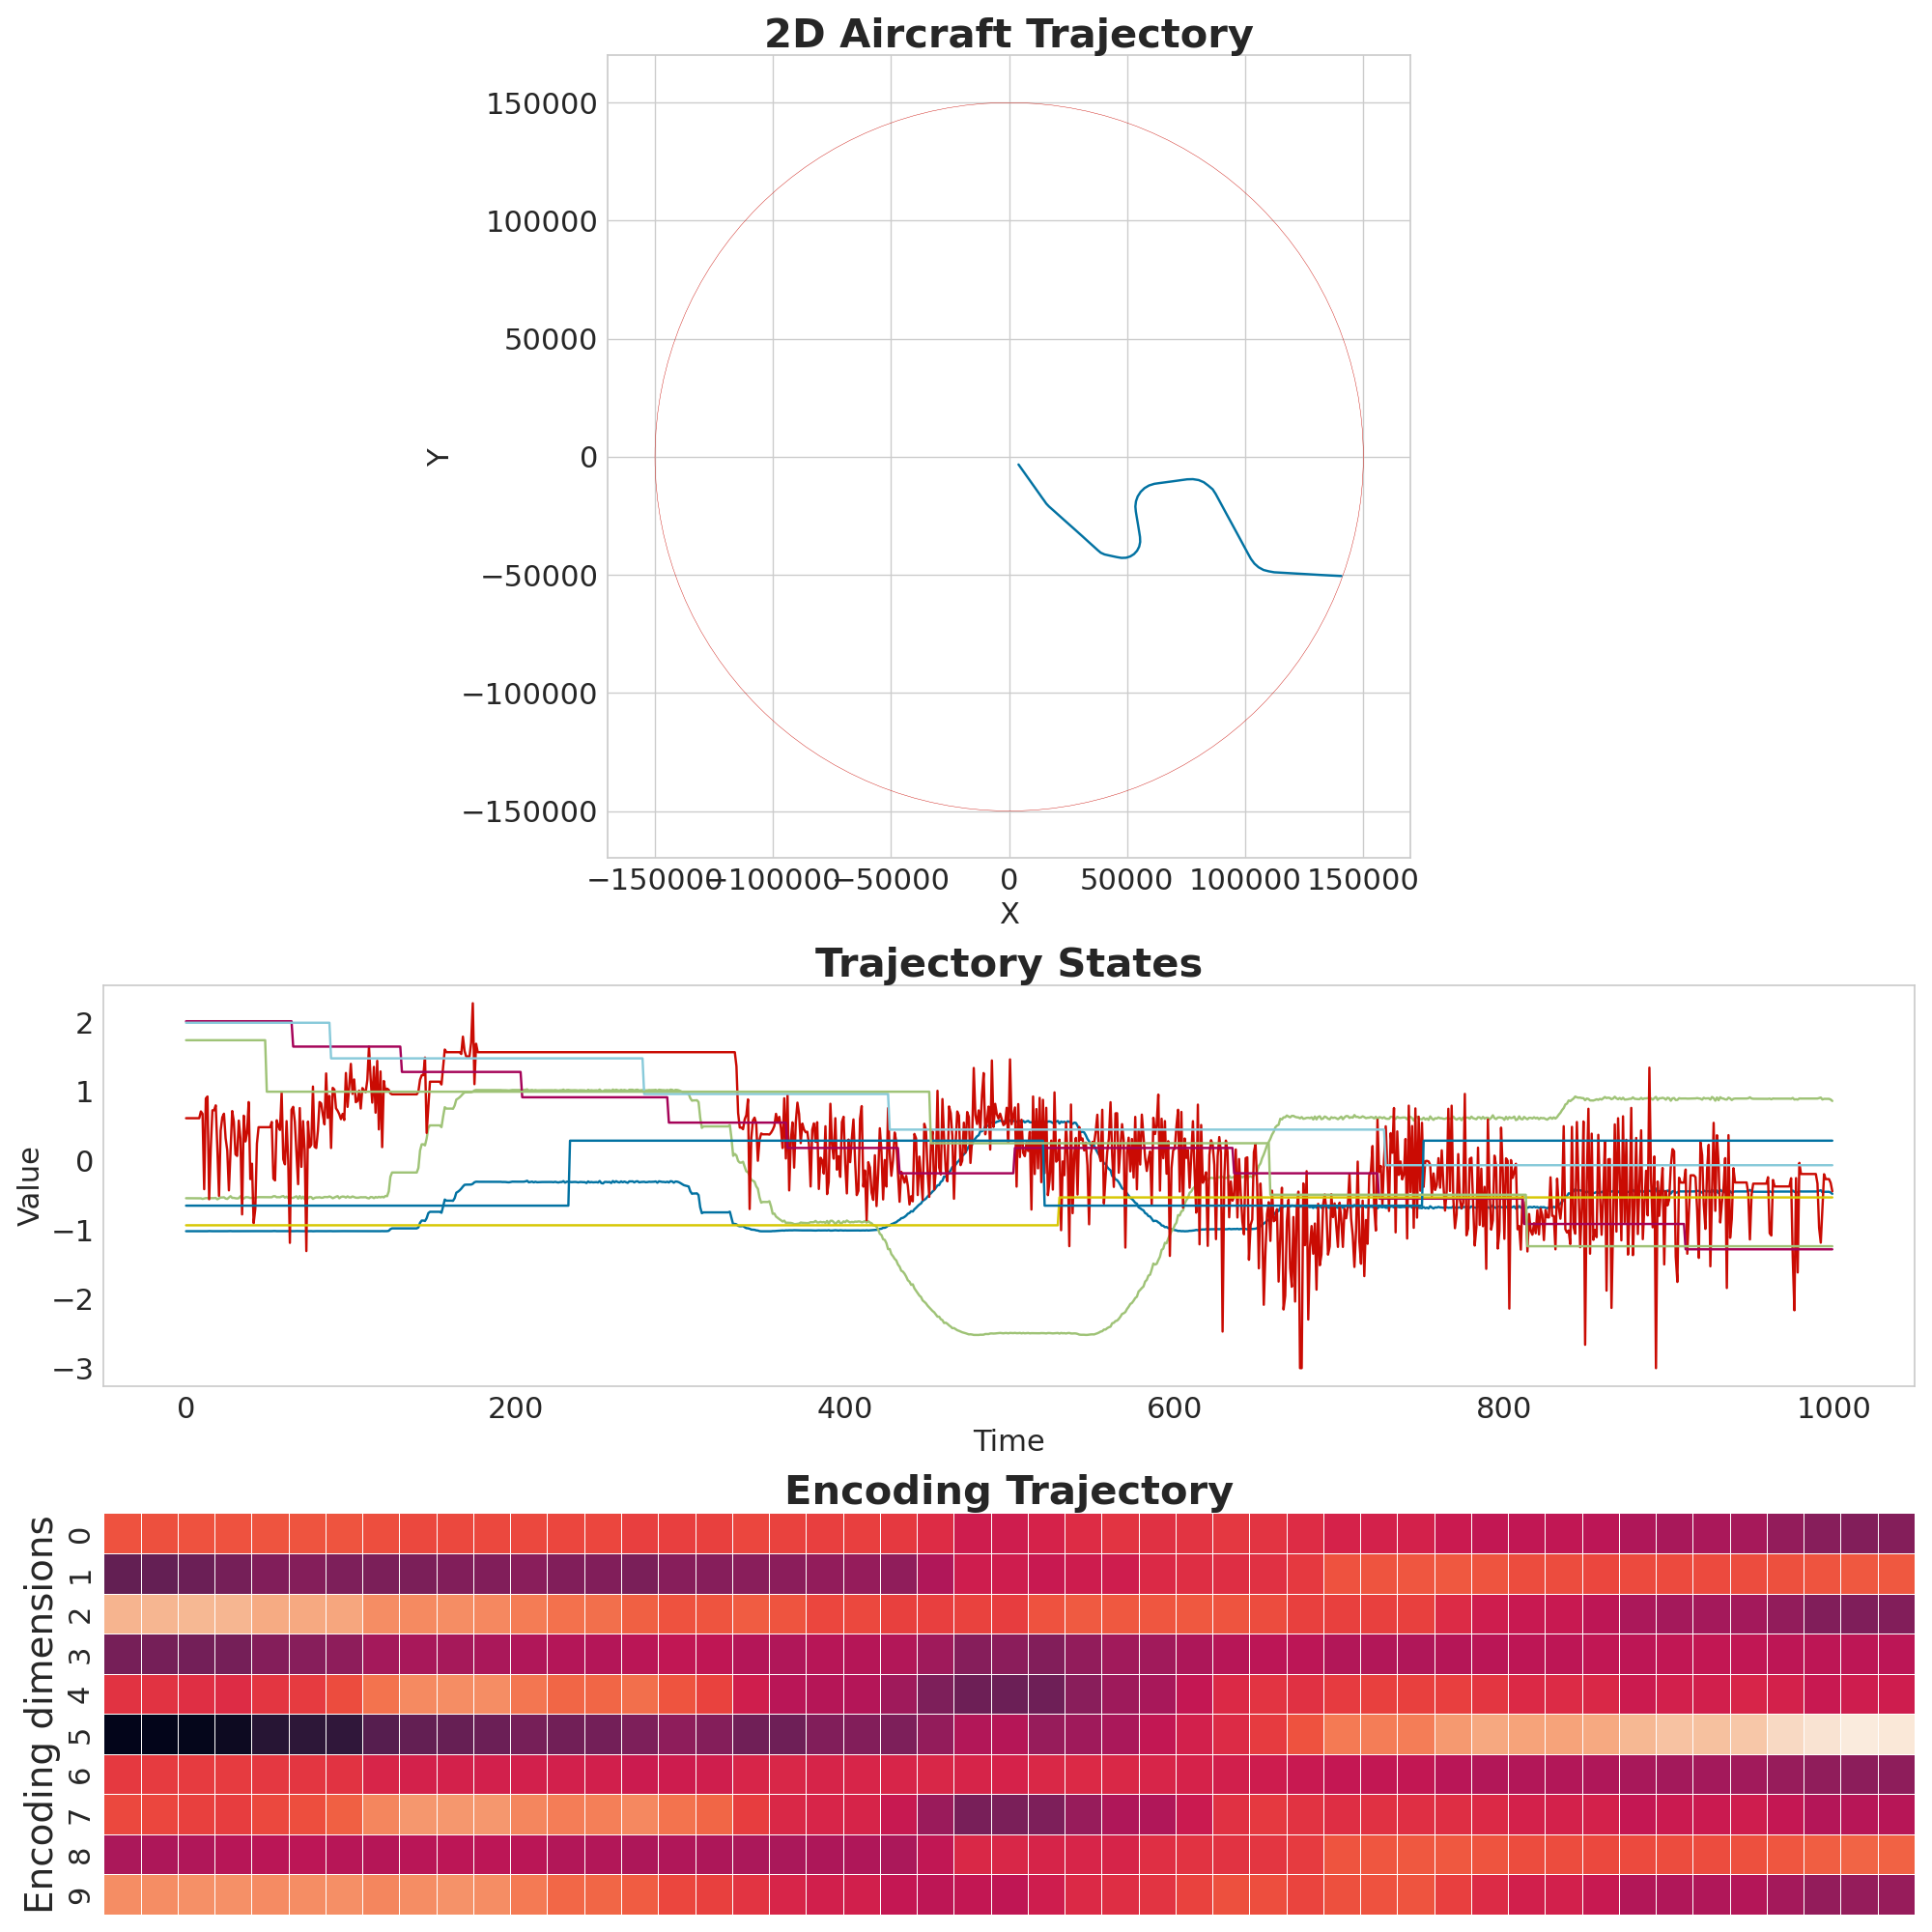 2D Aircraft Trajectory
150000
100000
50000
0
−50000
−100000
−150000
Y
−150000 −100000 −50000 0 50000 100000 150000
X
Trajectory States
2
1
0
−1
−2
−3
Value
0 200 400 600 800 1000
Time
Encoding Trajectory
Encoding dimensions
0
1
2
3
4
5
6
7
8
9